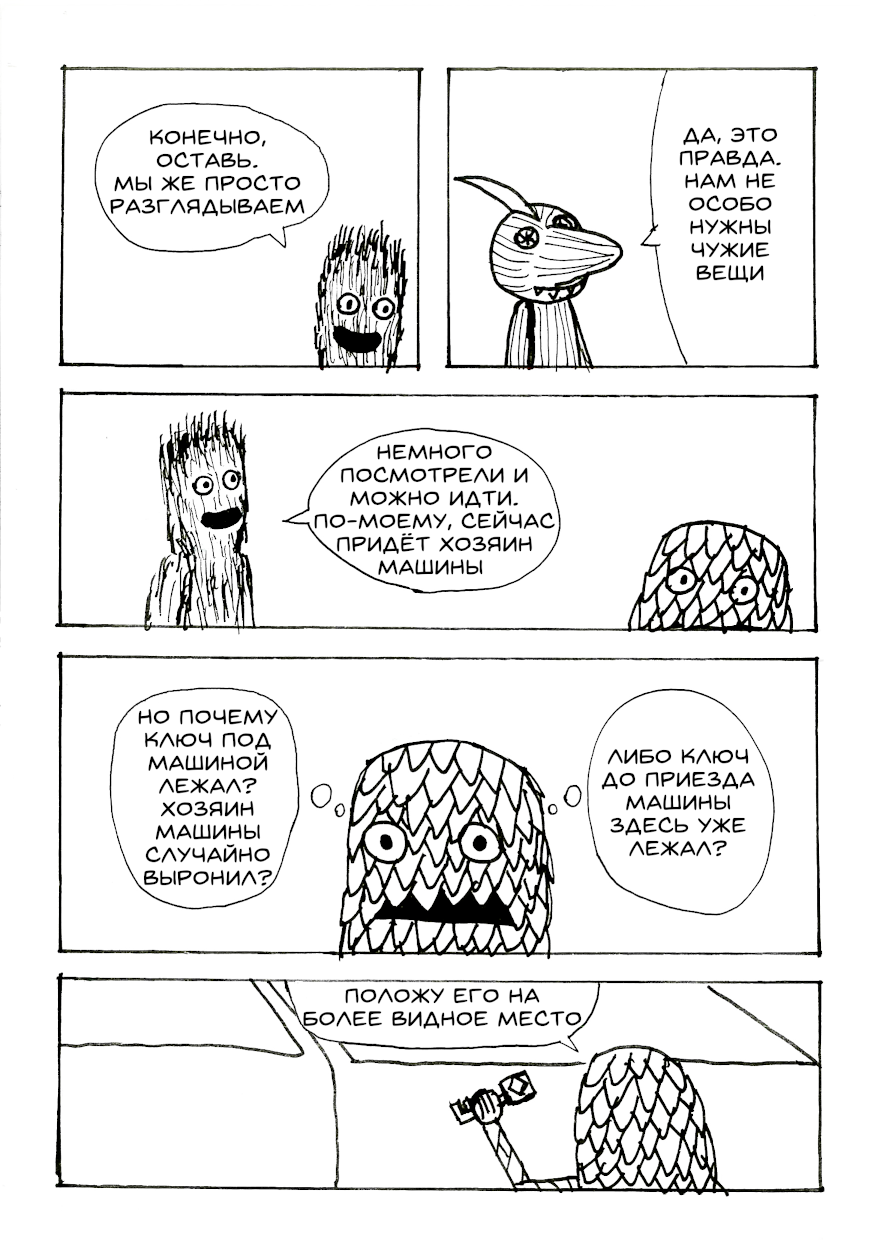 КОНЕЧНО,
ОСТАВЬ.
МЫ ЖЕ ПРОСТО
РАЗГЛЯДЫВАЕМ
ДА, ЭТО
ПРАВДА.
НАМ НЕ
ОСОБО
НУЖНЫ
ЧУЖИЕ
ВЕЩИ
НЕМНОГО
ПОСМОТРЕЛИ И
МОЖНО ИДТИ.
ПО-МОЕМУ, СЕЙЧАС
ПРИДЁТ ХОЗЯИН
МАШИНЫ
НО ПОЧЕМУ
КЛЮЧ ПОД
МАШИНОЙ
ЛЕЖАЛ?
ХОЗЯИН
МАШИНЫ
СЛУЧАЙНО
ВЫРОНИЛ?
ЛИБО КЛЮЧ
ДО ПРИЕЗДА
МАШИНЫ
ЗДЕСЬ УЖЕ
ЛЕЖАЛ?
ПОЛОЖУ ЕГО НА
БОЛЕЕ ВИДНОЕ МЕСТО